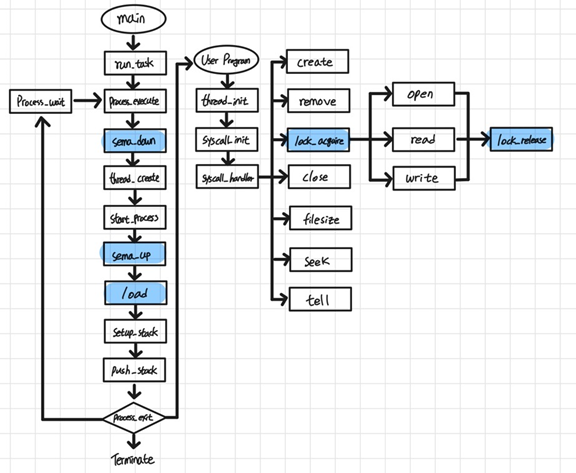 main
run_task
Process_wait
process_execute
sema_down
thread_create
start_process
sema_up
load
setup_stack
push_stack
process_exit
Terminate
User Program
thread_init
syscall_init
syscall_handler
create
remove
lock_acquire
close
filesize
seek
tell
open
read
write
lock_release